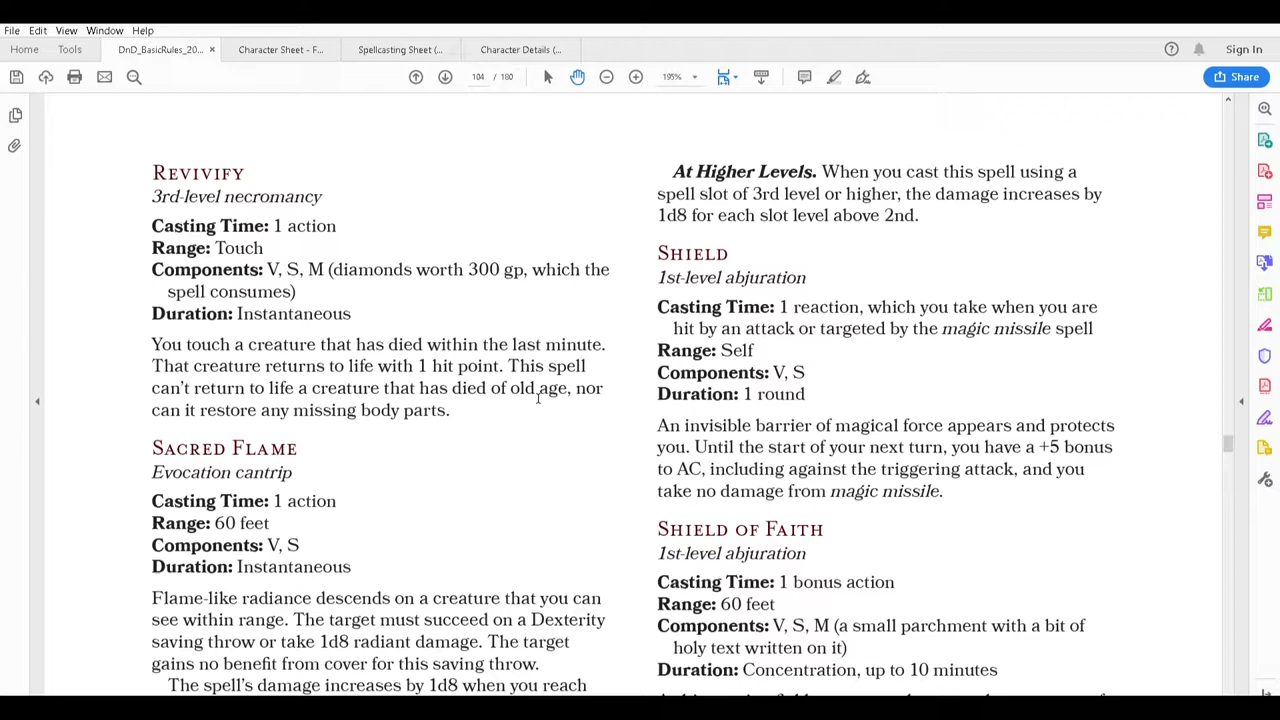 File Edit View Window Help
Home Tools DnD_BasicRules_20... × Character Sheet - F... Spellcasting Sheet (... Character Details (... Sign In
104 / 180 195% Share
REVIVIFY
3rd-level necromancy
Casting Time: 1 action
Range: Touch
Components: V, S, M (diamonds worth 300 gp, which the
spell consumes)
Duration: Instantaneous
You touch a creature that has died within the last minute.
That creature returns to life with 1 hit point. This spell
can't return to life a creature that has died of old age, nor
can it restore any missing body parts.
SACRED FLAME
Evocation cantrip
Casting Time: 1 action
Range: 60 feet
Components: V, S
Duration: Instantaneous
Flame-like radiance descends on a creature that you can
see within range. The target must succeed on a Dexterity
saving throw or take 1d8 radiant damage. The target
gains no benefit from cover for this saving throw.
The spell's damage increases by 1d8 when you reach
At Higher Levels. When you cast this spell using a
spell slot of 3rd level or higher, the damage increases by
1d8 for each slot level above 2nd.
SHIELD
1st-level abjuration
Casting Time: 1 reaction, which you take when you are
hit by an attack or targeted by the magic missile spell
Range: Self
Components: V, S
Duration: 1 round
An invisible barrier of magical force appears and protects
you. Until the start of your next turn, you have a +5 bonus
to AC, including against the triggering attack, and you
take no damage from magic missile.
SHIELD OF FAITH
1st-level abjuration
Casting Time: 1 bonus action
Range: 60 feet
Components: V, S, M (a small parchment with a bit of
holy text written on it)
Duration: Concentration, up to 10 minutes